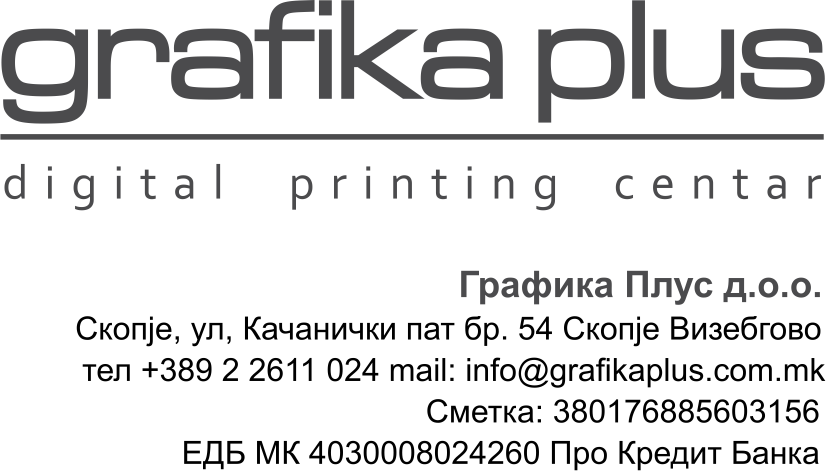 grafika plus
digital printing centar
Графика Плус д.о.о.
Скопје, ул, Качанички пат бр. 54 Скопје Визебгово
тел +389 2 2611 024 mail: info@grafikaplus.com.mk
Сметка: 380176885603156
ЕДБ МК 4030008024260 Про Кредит Банка